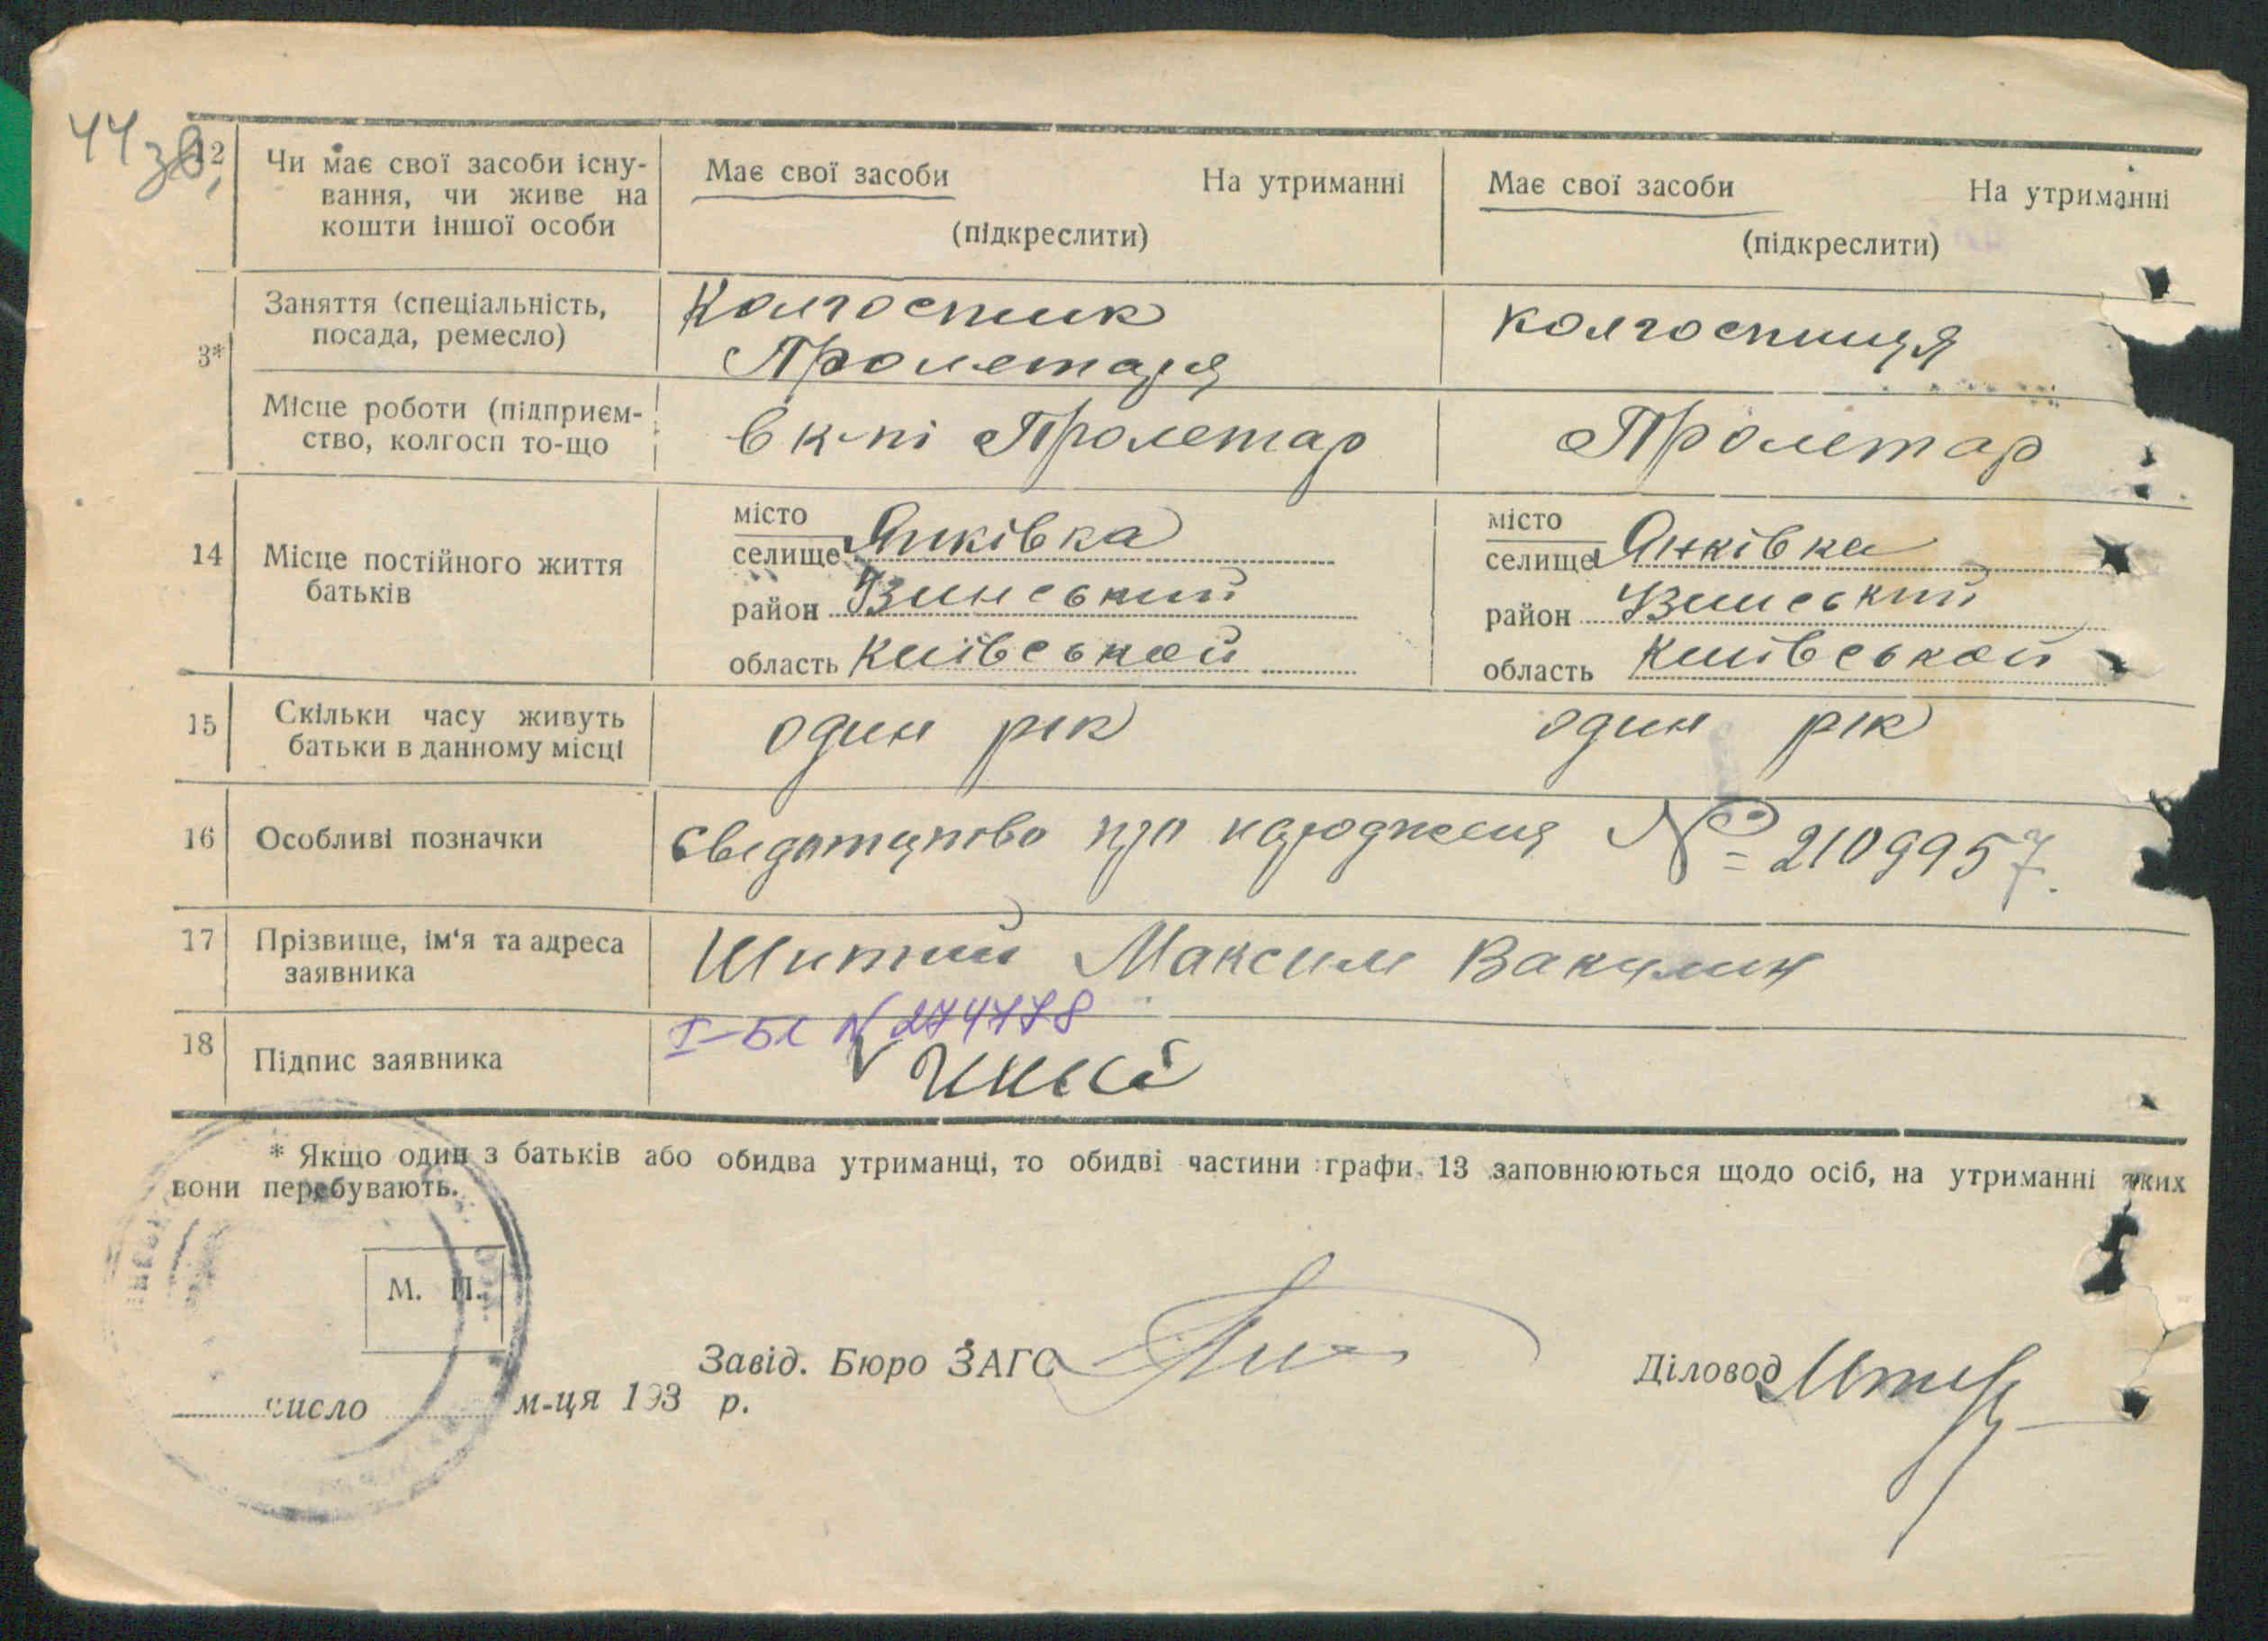 44 зв.
12 Чи має свої засоби існу-
вання, чи живе на
кошти іншої особи
Має свої засоби На утриманні
(підкреслити)
Має свої засоби На утриманні
(підкреслити)
3* Заняття (спеціальність,
посада, ремесло)
Колгоспник
Пролетаря
колгоспниця
Місце роботи (підприєм-
ство, колгосп то-що
в к-пі Пролетар
Пролетар
14 Місце постійного життя
батьків
місто
селище Янківка
район Узинський
область Київської
місто
селище Янківка
район Узинський
область Київської
15 Скільки часу живуть
батьки в данному місці
один рік
один рік
16 Особливі позначки
про народження № 2109957.
17 Прізвище, ім'я та адреса
заявника
Шитий Максим Вакулин
18 Підпис заявника
I-БЛ N 274778
* Якщо один з батьків або обидва утриманці, то обидві частини графи 13 заповнюються щодо осіб, на утриманні яких
вони перебувають.
М. П.
Завід. Бюро ЗАГС
Діловод
число м-ця 193 р.